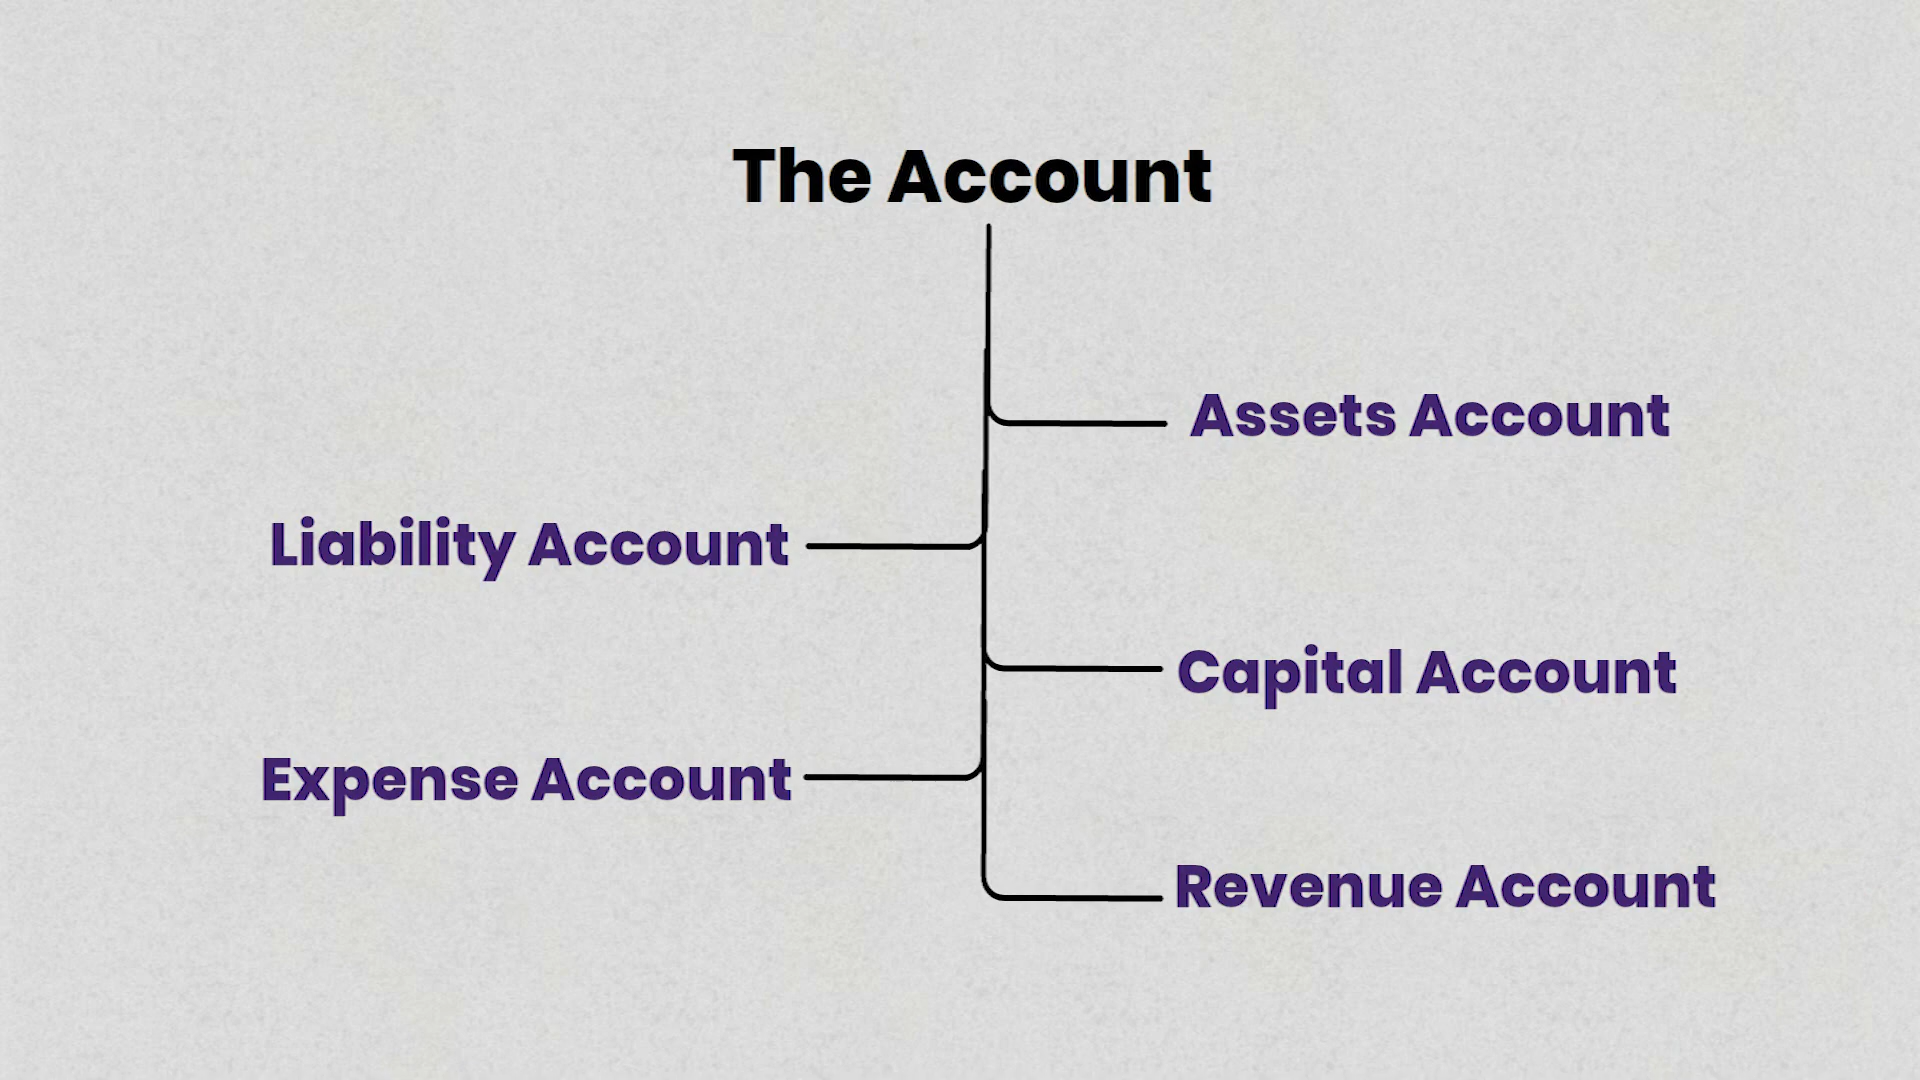 The Account
Assets Account
Liability Account
Capital Account
Expense Account
Revenue Account